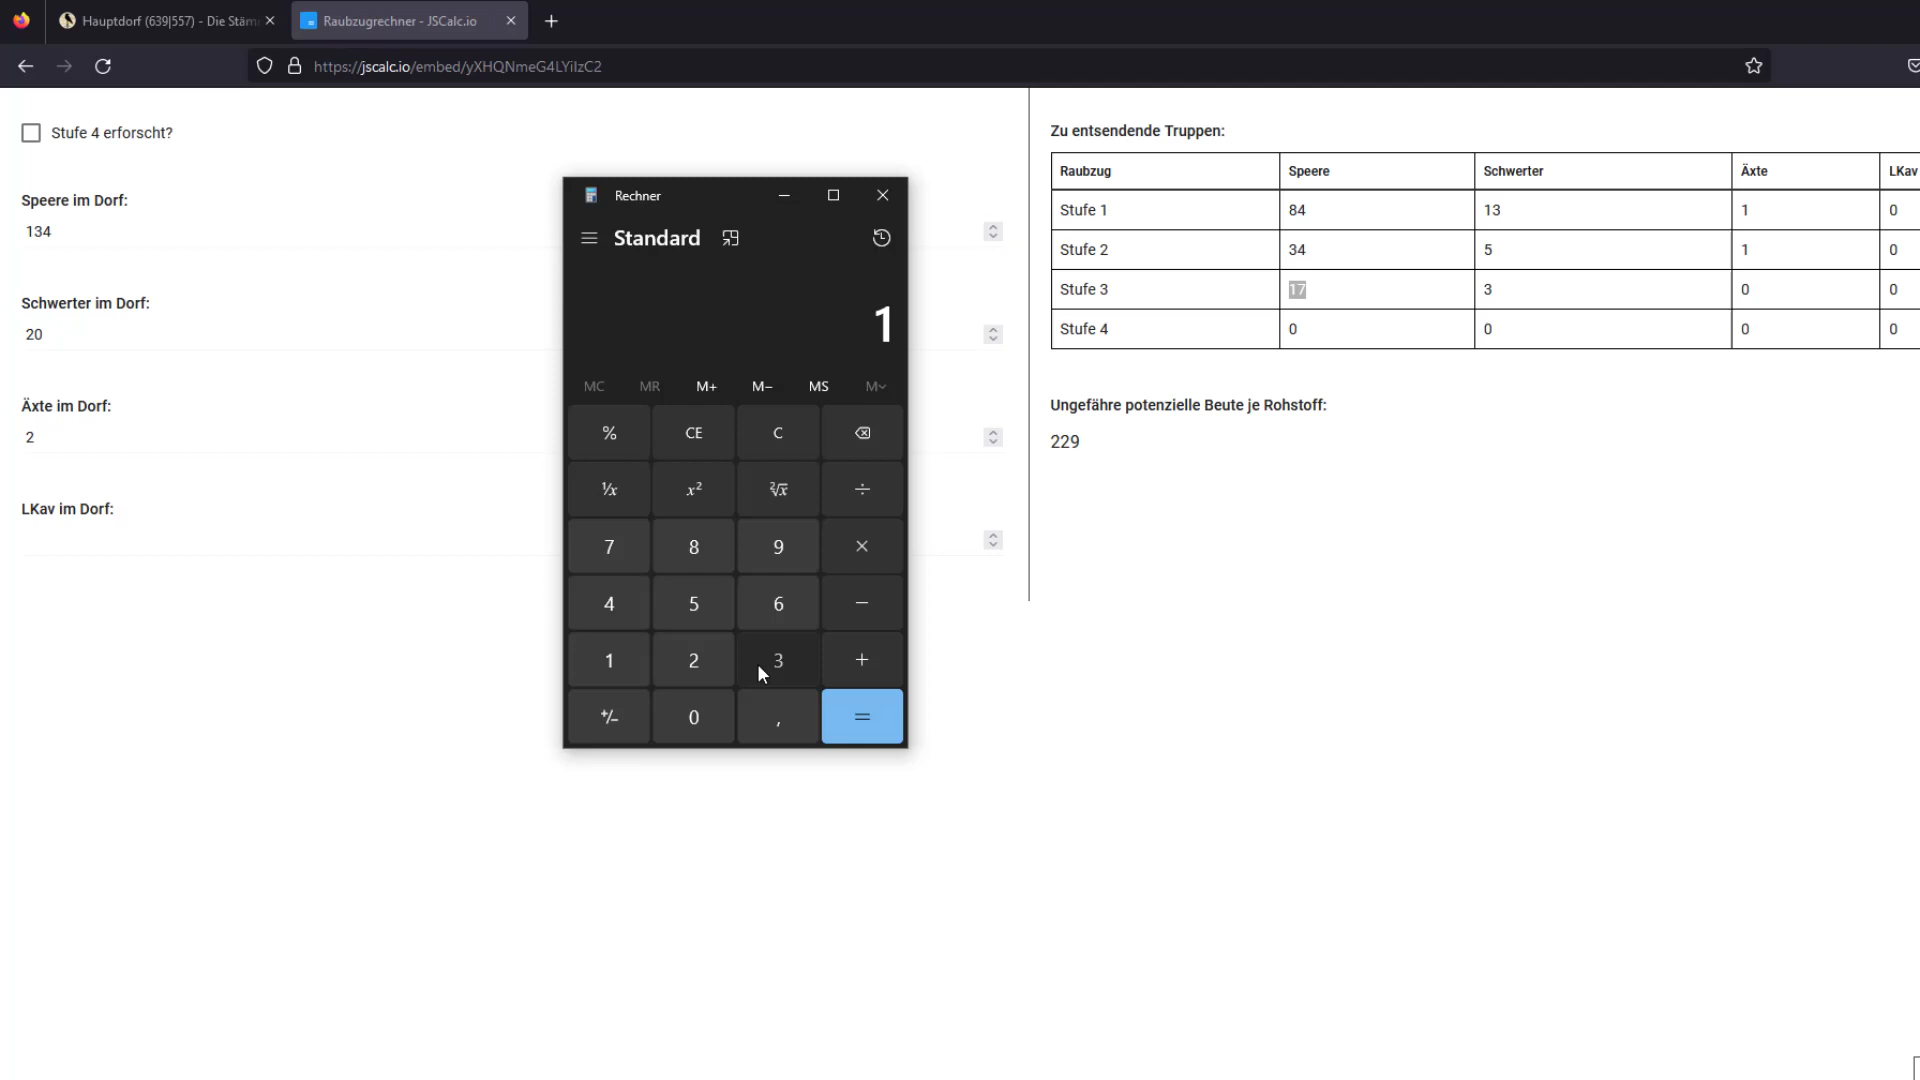 Hauptdorf (639|557) - Die Stäm
Raubzugrechner - JSCalc.io
https://jscalc.io/embed/yXHQNmeG4LYiIzC2
Stufe 4 erforscht?
Speere im Dorf:
134
Schwerter im Dorf:
20
Äxte im Dorf:
2
LKav im Dorf:
Rechner
Standard
1
MC MR M+ M− MS M
% CE C
¹/x x² ²√x ÷
7 8 9 ×
4 5 6 −
1 2 3 +
+/− 0 , =
Zu entsendende Truppen:
Raubzug Speere Schwerter Äxte LKav
Stufe 1 84 13 1 0
Stufe 2 34 5 1 0
Stufe 3 17 3 0 0
Stufe 4 0 0 0 0
Ungefähre potenzielle Beute je Rohstoff:
229